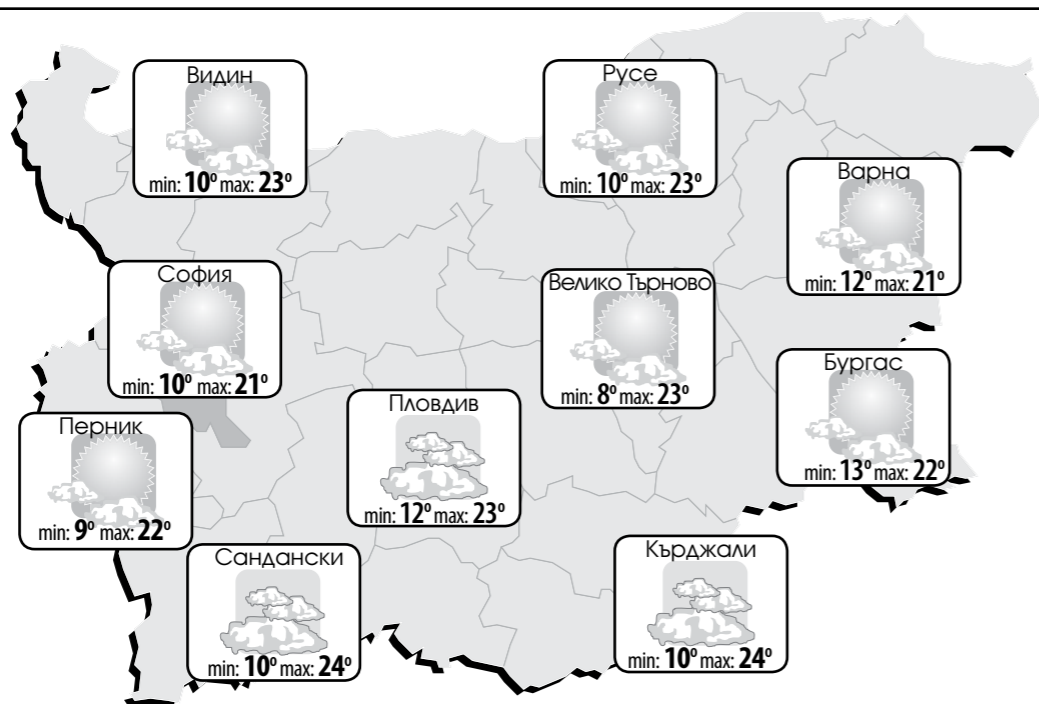 Видин
min: 10° max: 23°
Русе
min: 10° max: 23°
Варна
min: 12° max: 21°
София
min: 10° max: 21°
Велико Търново
min: 8° max: 23°
Бургас
min: 13° max: 22°
Пловдив
min: 12° max: 23°
Перник
min: 9° max: 22°
Сандански
min: 10° max: 24°
Кърджали
min: 10° max: 24°